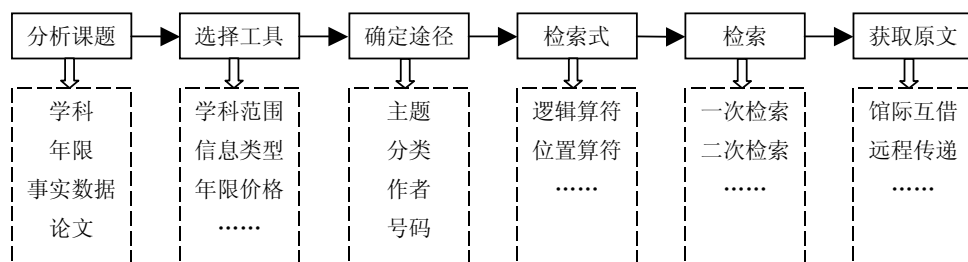 分析课题
选择工具
确定途径
检索式
检索
获取原文
学科
年限
事实数据
论文
学科范围
信息类型
年限价格
……
主题
分类
作者
号码
逻辑算符
位置算符
……
一次检索
二次检索
……
馆际互借
远程传递
……